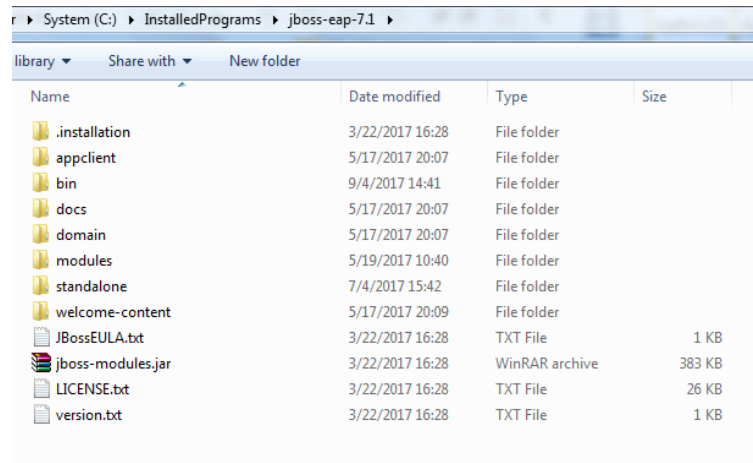 r ▸ System (C:) ▸ InstalledPrograms ▸ jboss-eap-7.1 ▸
library ▾ Share with ▾ New folder
Name Date modified Type Size
.installation 3/22/2017 16:28 File folder
appclient 5/17/2017 20:07 File folder
bin 9/4/2017 14:41 File folder
docs 5/17/2017 20:07 File folder
domain 5/17/2017 20:07 File folder
modules 5/19/2017 10:40 File folder
standalone 7/4/2017 15:42 File folder
welcome-content 5/17/2017 20:09 File folder
JBossEULA.txt 3/22/2017 16:28 TXT File 1 KB
jboss-modules.jar 3/22/2017 16:28 WinRAR archive 383 KB
LICENSE.txt 3/22/2017 16:28 TXT File 26 KB
version.txt 3/22/2017 16:28 TXT File 1 KB